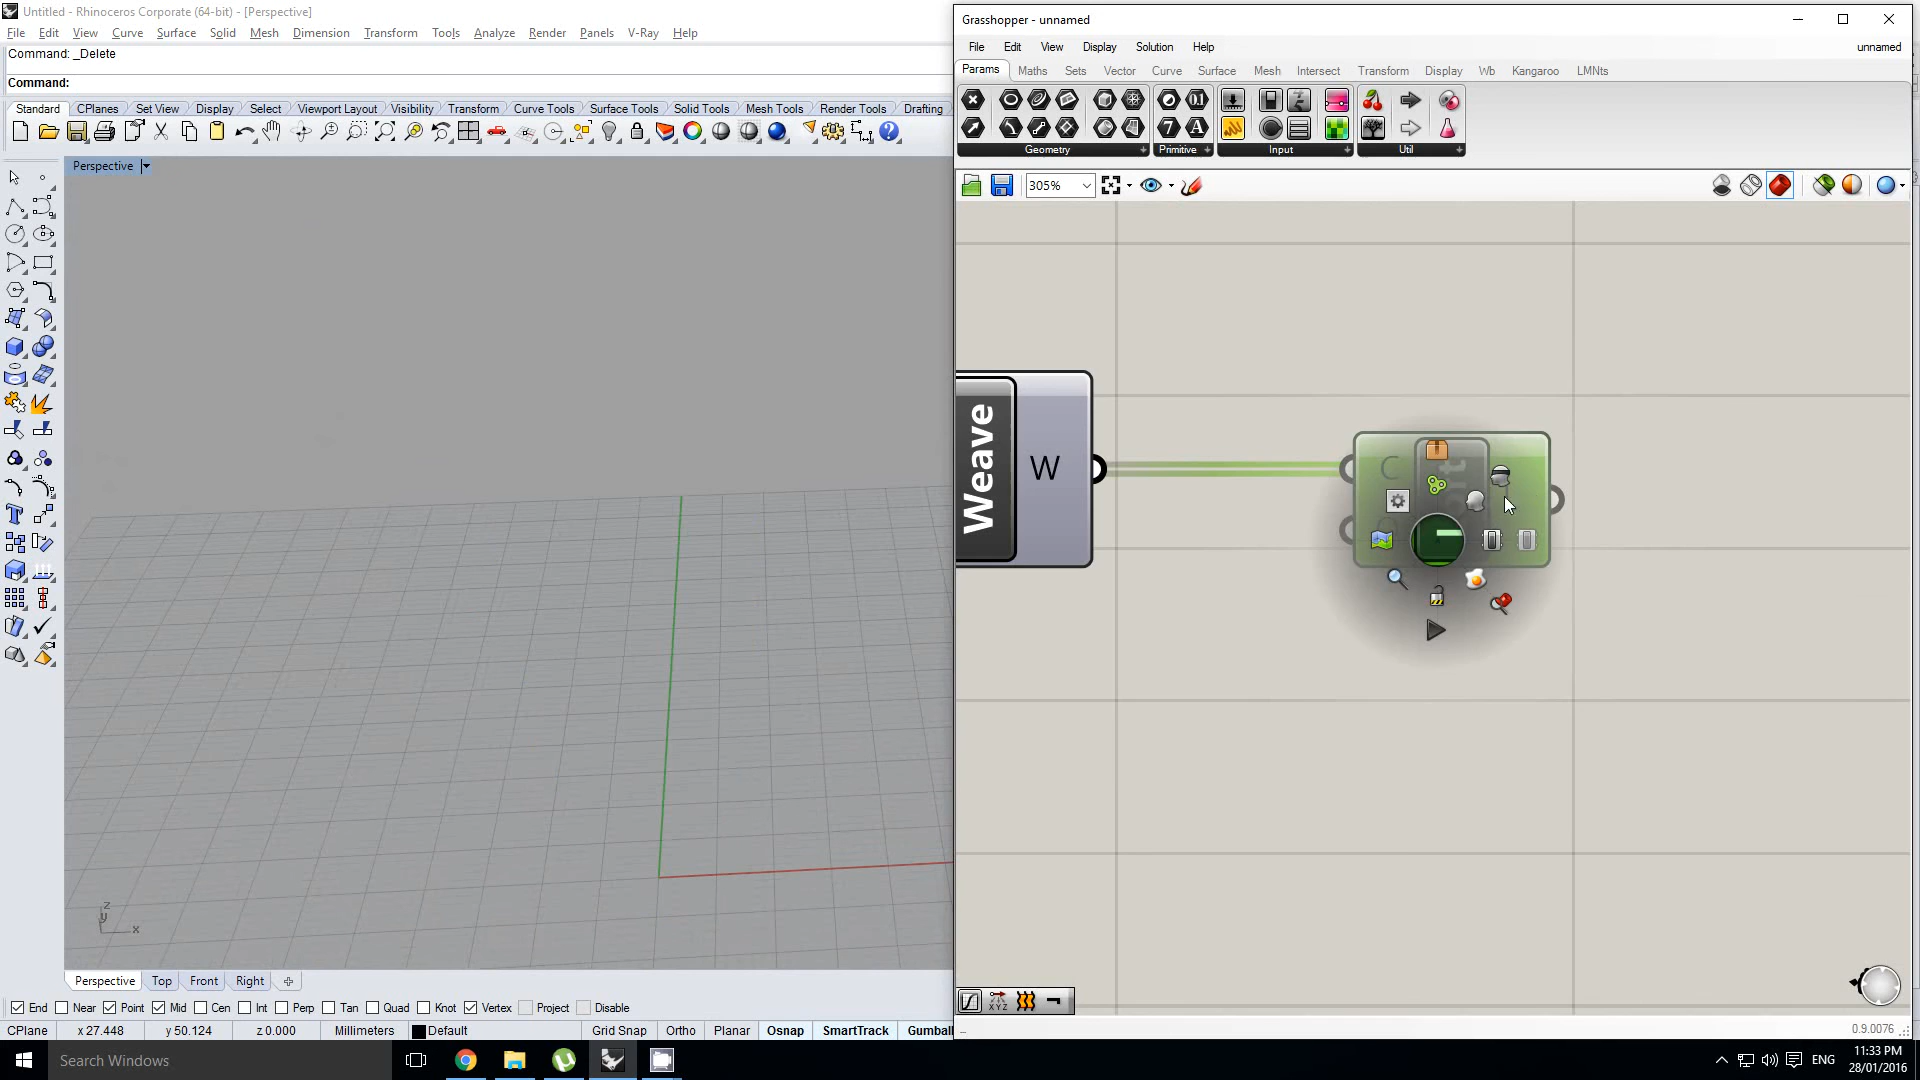 Untitled - Rhinoceros Corporate (64-bit) - [Perspective]
File Edit View Curve Surface Solid Mesh Dimension Transform Tools Analyze Render Panels V-Ray Help
Command: _Delete
Command:
Standard CPlanes Set View Display Select Viewport Layout Visibility Transform Curve Tools Surface Tools Solid Tools Mesh Tools Render Tools Drafting
Perspective
z
y
x
Perspective Top Front Right
End Near Point Mid Cen Int Perp Tan Quad Knot Vertex Project Disable
CPlane x 27.448 y 50.124 z 0.000 Millimeters Default Grid Snap Ortho Planar Osnap SmartTrack Gumball
Grasshopper - unnamed
File Edit View Display Solution Help unnamed
Params Maths Sets Vector Curve Surface Mesh Intersect Transform Display Wb Kangaroo LMNts
Geometry Primitive Input Util
305%
Weave
W
C
0.9.0076
Search Windows
ENG
11:33 PM
28/01/2016